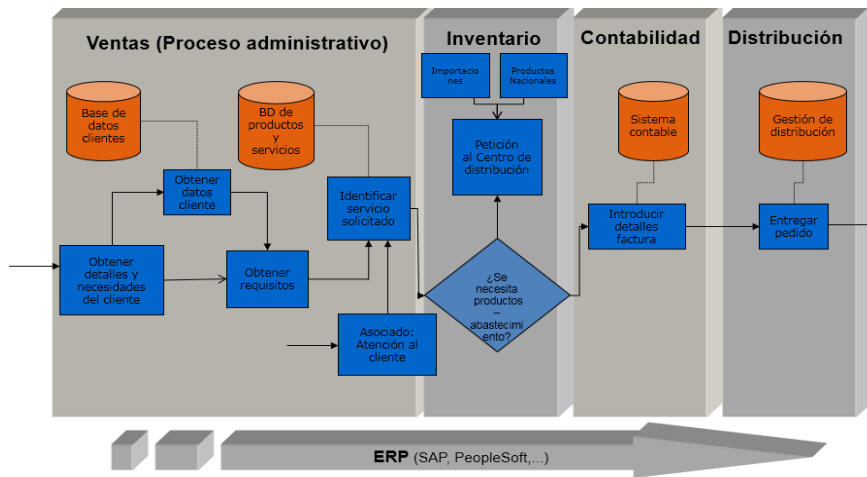 Ventas (Proceso administrativo)
Inventario
Contabilidad
Distribución
Importacio
nes
Productos
Nacionales
Base de
datos
clientes
BD de
productos
y
servicios
Sistema
contable
Gestión de
distribución
Petición
al Centro de
distribución
Obtener
datos
cliente
Identificar
servicio
solicitado
Introducir
detalles
factura
Entregar
pedido
Obtener
detalles y
necesidades
del cliente
Obtener
requisitos
¿Se
necesita
productos
–
abastecimi
ento?
Asociado:
Atención al
cliente
ERP (SAP, PeopleSoft,...)